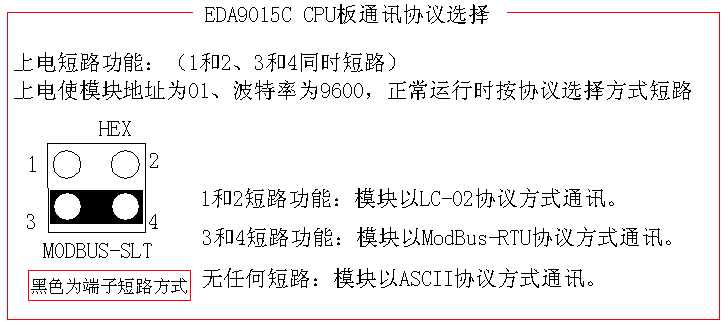 EDA9015C CPU板通讯协议选择
上电短路功能：（1和2、3和4同时短路）
上电使模块地址为01、波特率为9600，正常运行时按协议选择方式短路
HEX
1 2
1和2短路功能：模块以LC-02协议方式通讯。
3 4
3和4短路功能：模块以ModBus-RTU协议方式通讯。
MODBUS-SLT
无任何短路：模块以ASCII协议方式通讯。
黑色为端子短路方式